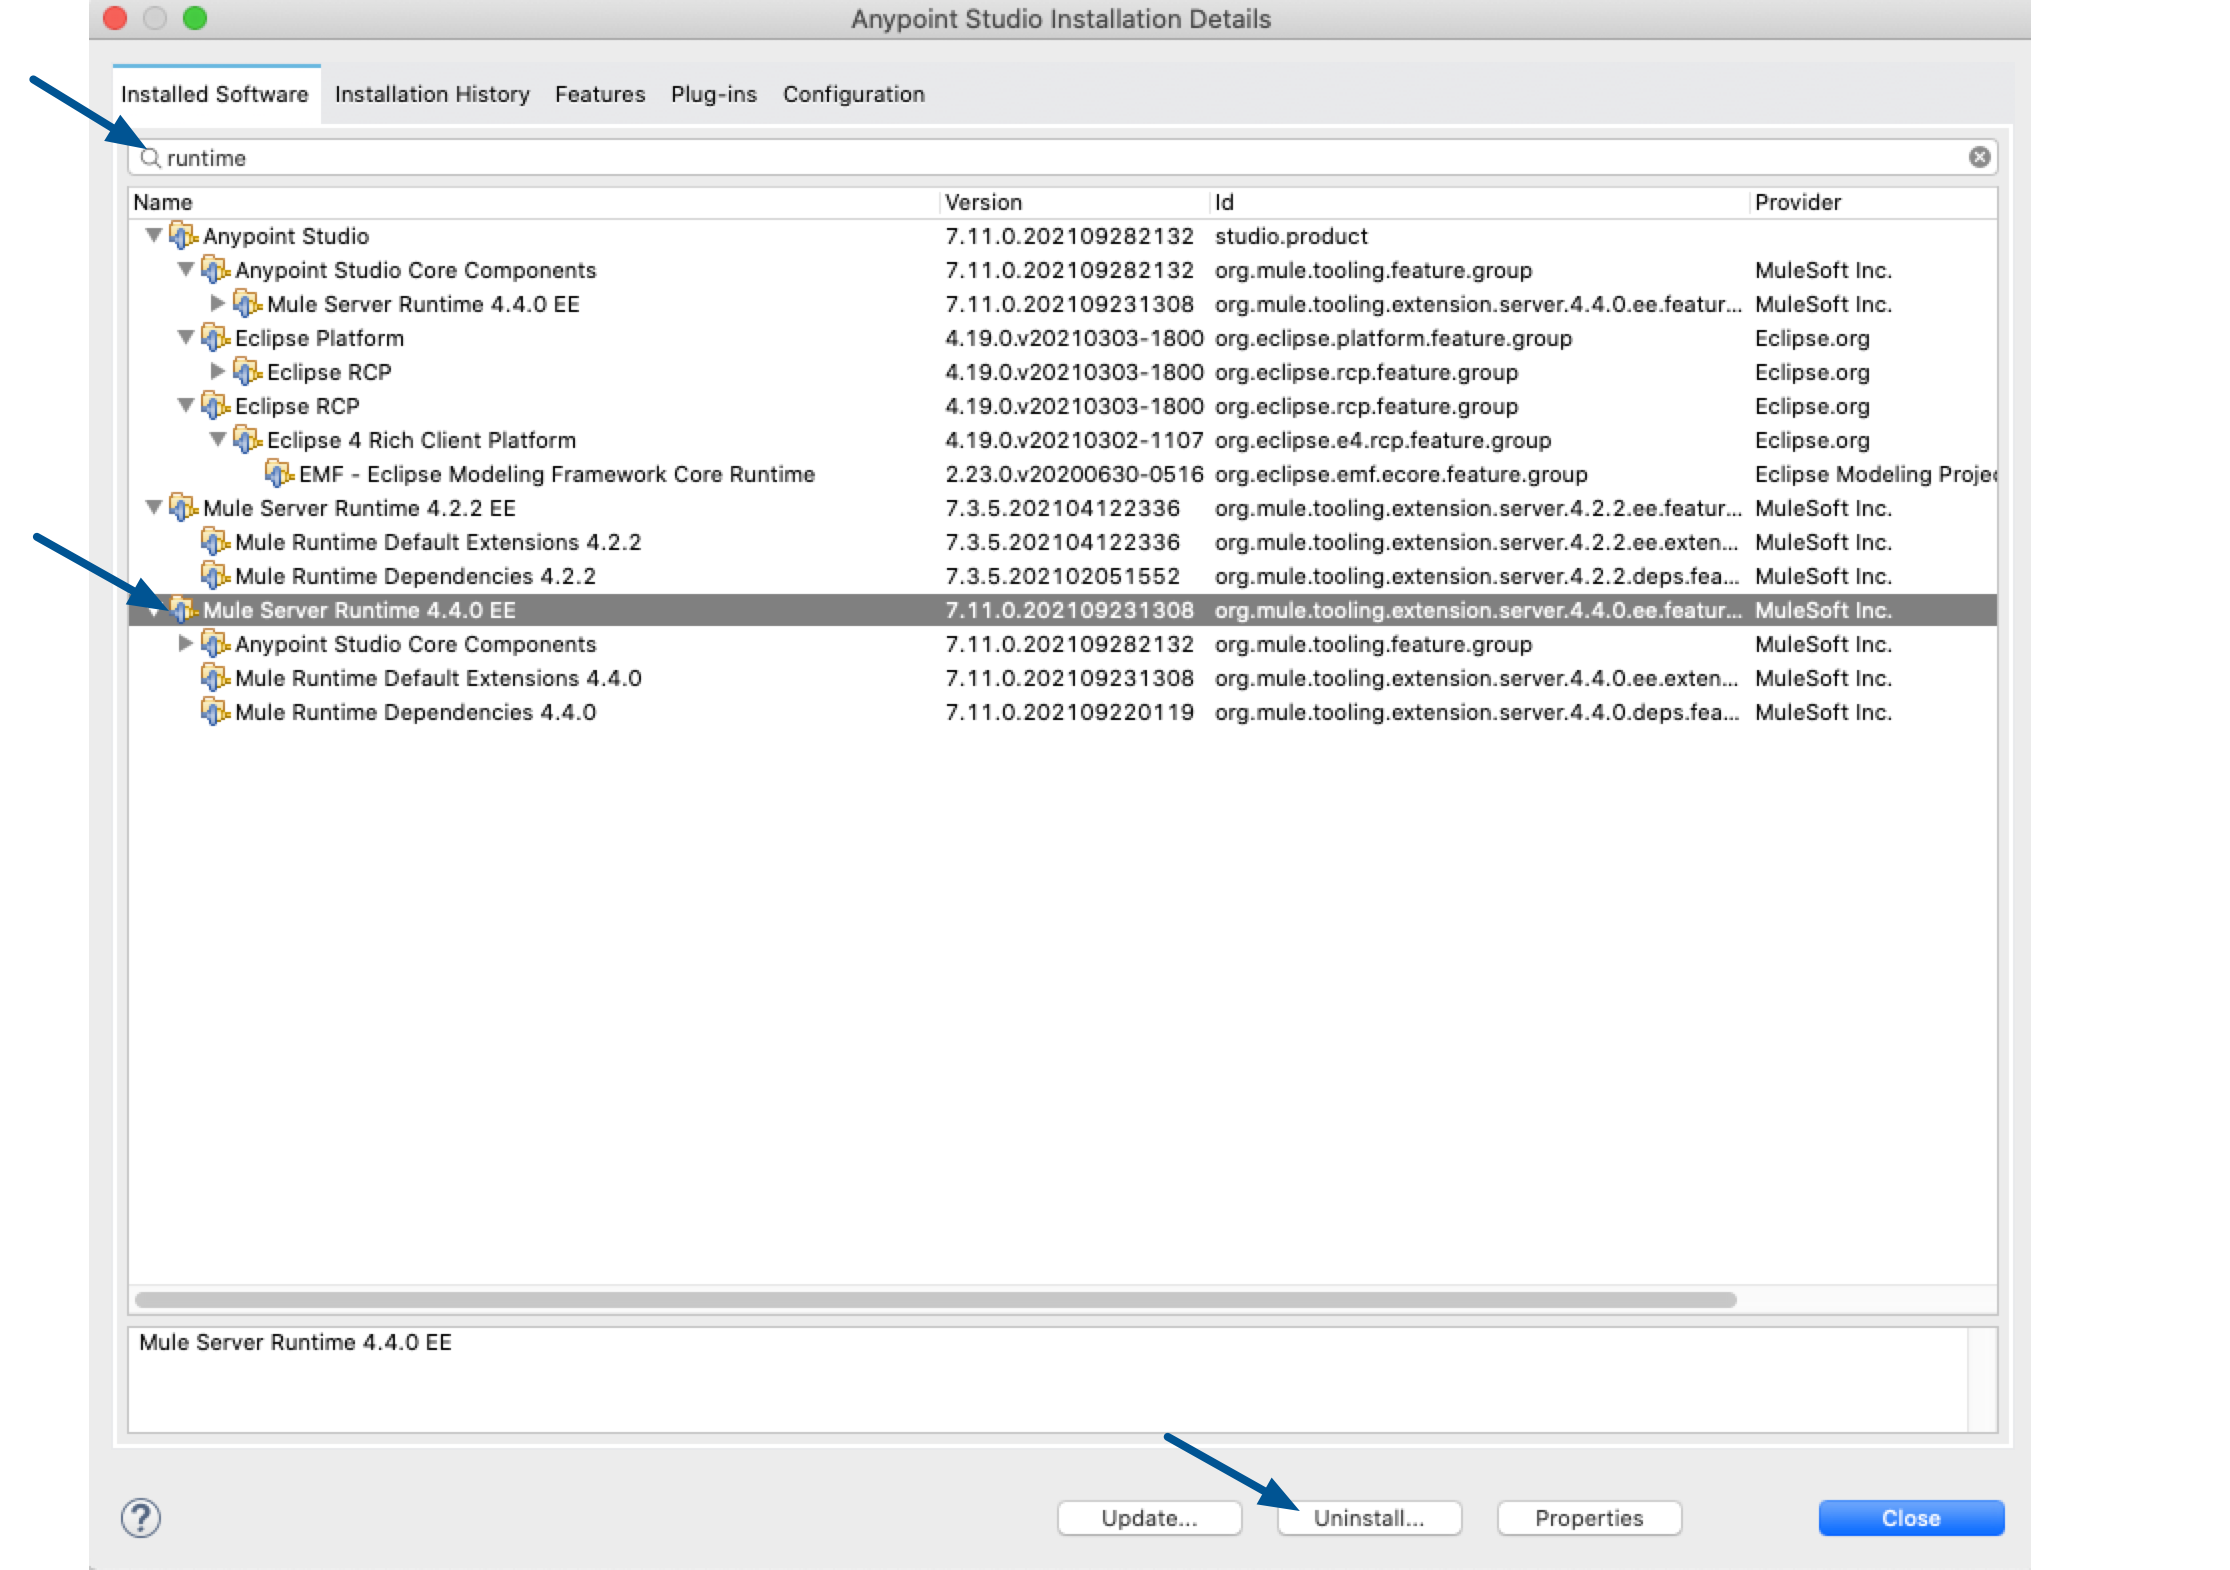 Anypoint Studio Installation Details
Installed Software Installation History Features Plug-ins Configuration
runtime
Name Version Id Provider
Anypoint Studio 7.11.0.202109282132 studio.product
Anypoint Studio Core Components 7.11.0.202109282132 org.mule.tooling.feature.group MuleSoft Inc.
Mule Server Runtime 4.4.0 EE 7.11.0.202109231308 org.mule.tooling.extension.server.4.4.0.ee.featur... MuleSoft Inc.
Eclipse Platform 4.19.0.v20210303-1800 org.eclipse.platform.feature.group Eclipse.org
Eclipse RCP 4.19.0.v20210303-1800 org.eclipse.rcp.feature.group Eclipse.org
Eclipse RCP 4.19.0.v20210303-1800 org.eclipse.rcp.feature.group Eclipse.org
Eclipse 4 Rich Client Platform 4.19.0.v20210302-1107 org.eclipse.e4.rcp.feature.group Eclipse.org
EMF - Eclipse Modeling Framework Core Runtime 2.23.0.v20200630-0516 org.eclipse.emf.ecore.feature.group Eclipse Modeling Projec
Mule Server Runtime 4.2.2 EE 7.3.5.202104122336 org.mule.tooling.extension.server.4.2.2.ee.featur... MuleSoft Inc.
Mule Runtime Default Extensions 4.2.2 7.3.5.202104122336 org.mule.tooling.extension.server.4.2.2.ee.exten... MuleSoft Inc.
Mule Runtime Dependencies 4.2.2 7.3.5.202102051552 org.mule.tooling.extension.server.4.2.2.deps.fea... MuleSoft Inc.
Mule Server Runtime 4.4.0 EE 7.11.0.202109231308 org.mule.tooling.extension.server.4.4.0.ee.featur... MuleSoft Inc.
Anypoint Studio Core Components 7.11.0.202109282132 org.mule.tooling.feature.group MuleSoft Inc.
Mule Runtime Default Extensions 4.4.0 7.11.0.202109231308 org.mule.tooling.extension.server.4.4.0.ee.exten... MuleSoft Inc.
Mule Runtime Dependencies 4.4.0 7.11.0.202109220119 org.mule.tooling.extension.server.4.4.0.deps.fea... MuleSoft Inc.
Mule Server Runtime 4.4.0 EE
? Update... Uninstall... Properties Close